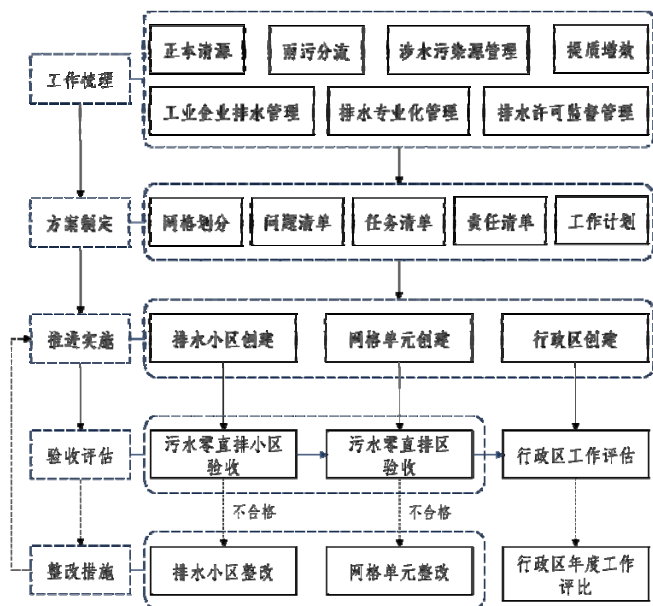 正本清源
雨污分流
涉水污染源管理
提质增效
工作梳理
工业企业排水管理
排水专业化管理
排水许可监督管理
方案制定
网格划分
问题清单
任务清单
责任清单
工作计划
推进实施
排水小区创建
网格单元创建
行政区创建
验收评估
污水零直排小区
验收
污水零直排区
验收
行政区工作评估
不合格
不合格
整改措施
排水小区整改
网格单元整改
行政区年度工作
评比